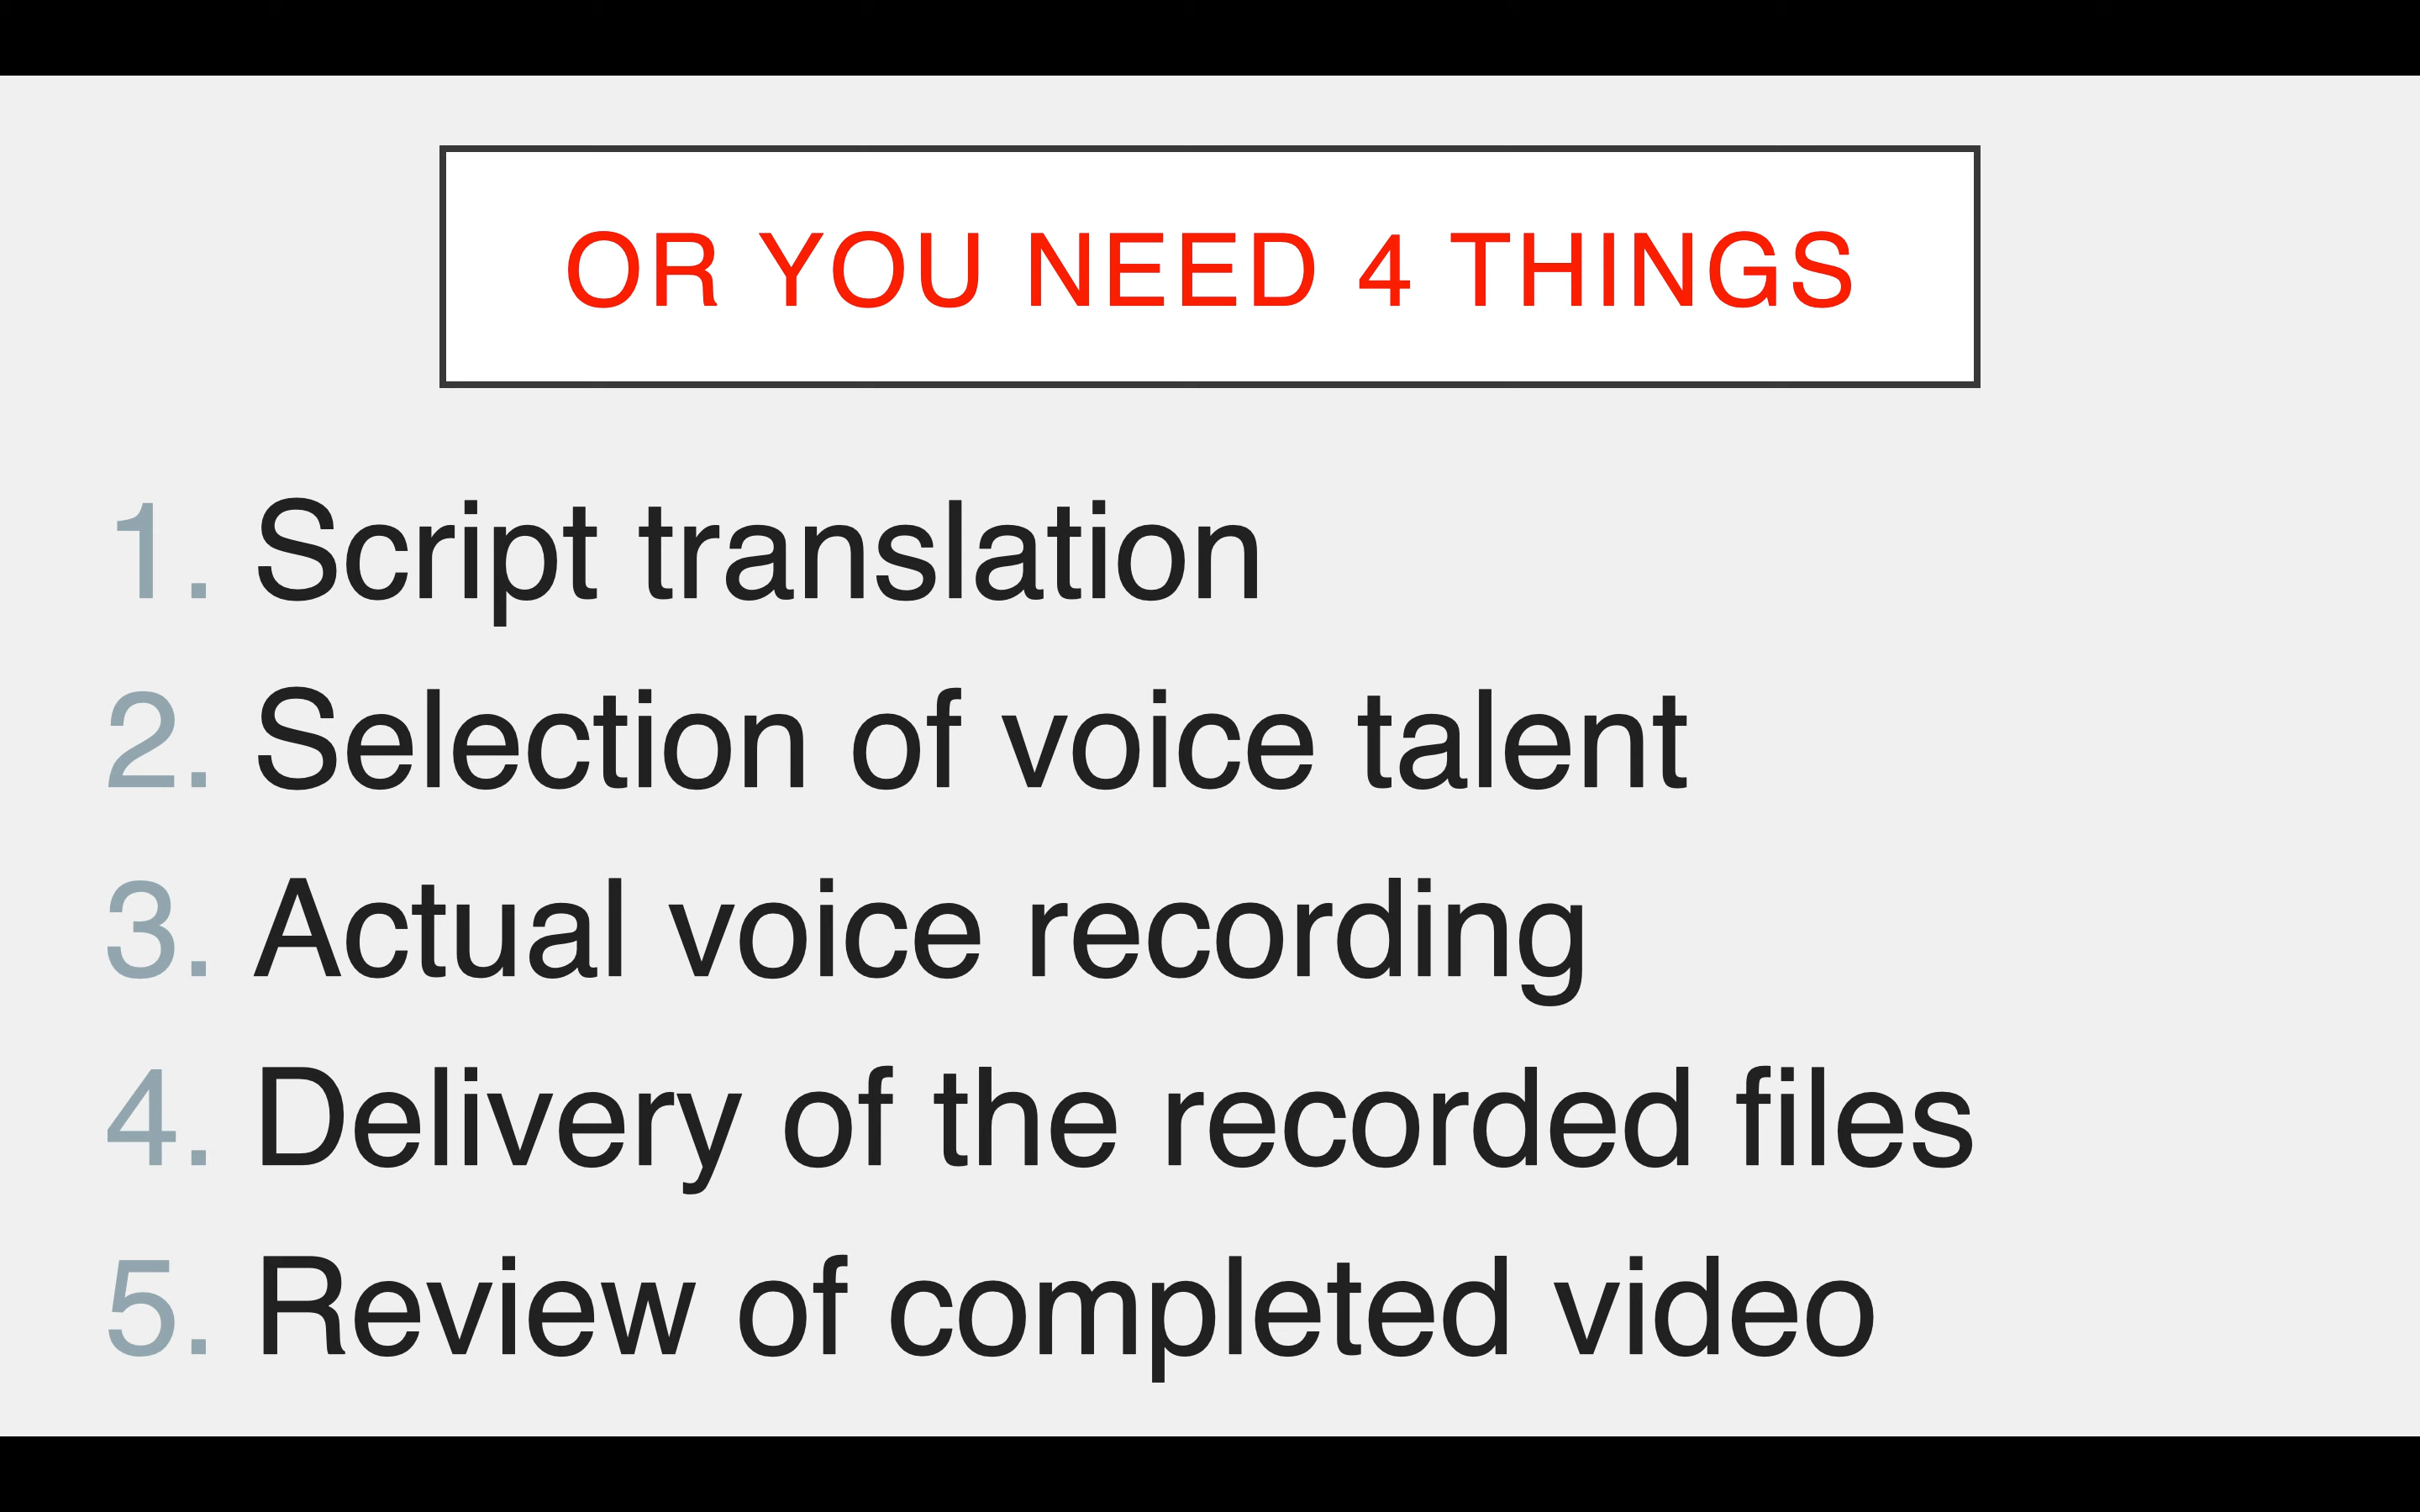 OR YOU NEED 4 THINGS
1. Script translation
2. Selection of voice talent
3. Actual voice recording
4. Delivery of the recorded files
5. Review of completed video